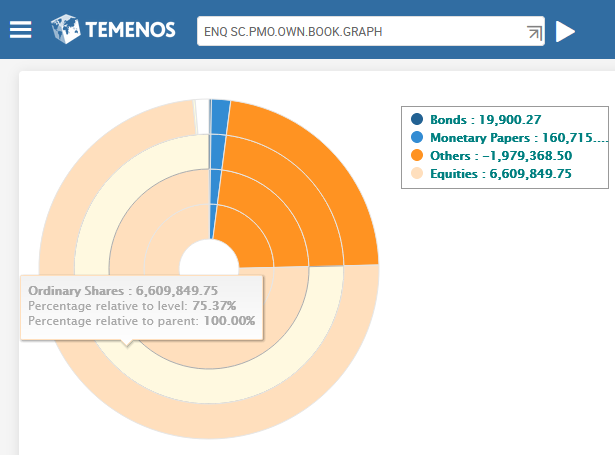 TEMENOS
ENQ SC.PMO.OWN.BOOK.GRAPH
Bonds : 19,900.27
Monetary Papers : 160,715....
Others : −1,979,368.50
Equities : 6,609,849.75
Ordinary Shares : 6,609,849.75
Percentage relative to level: 75.37%
Percentage relative to parent: 100.00%